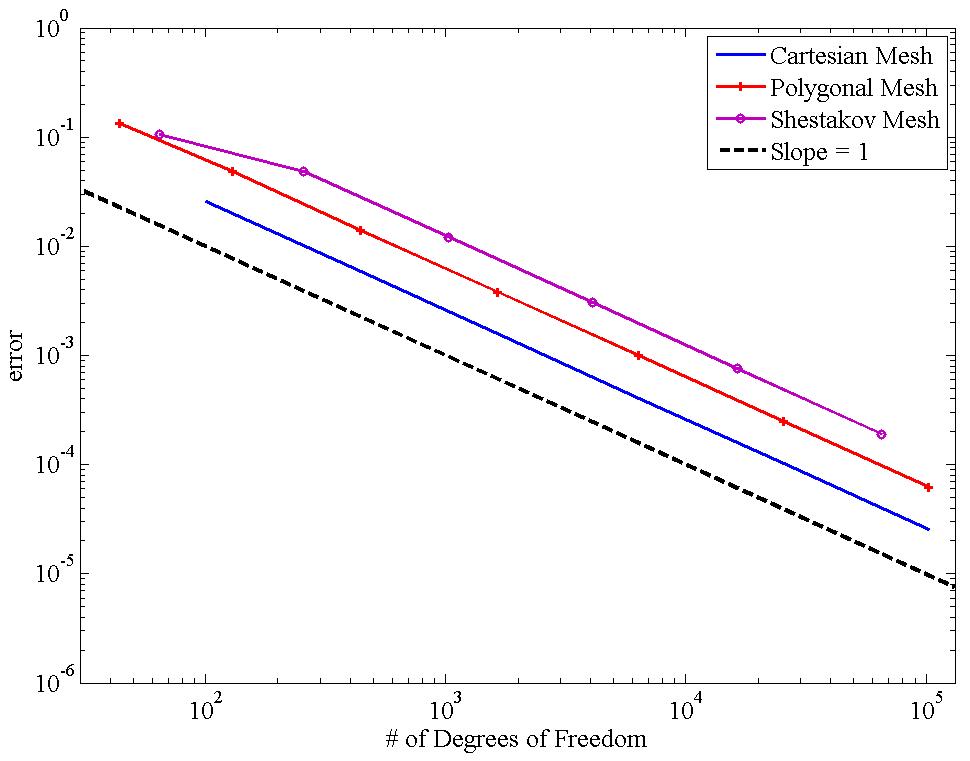 10^0
10^-1
10^-2
10^-3
10^-4
10^-5
10^-6
error
Cartesian Mesh
Polygonal Mesh
Shestakov Mesh
Slope = 1
10^2 10^3 10^4 10^5
# of Degrees of Freedom